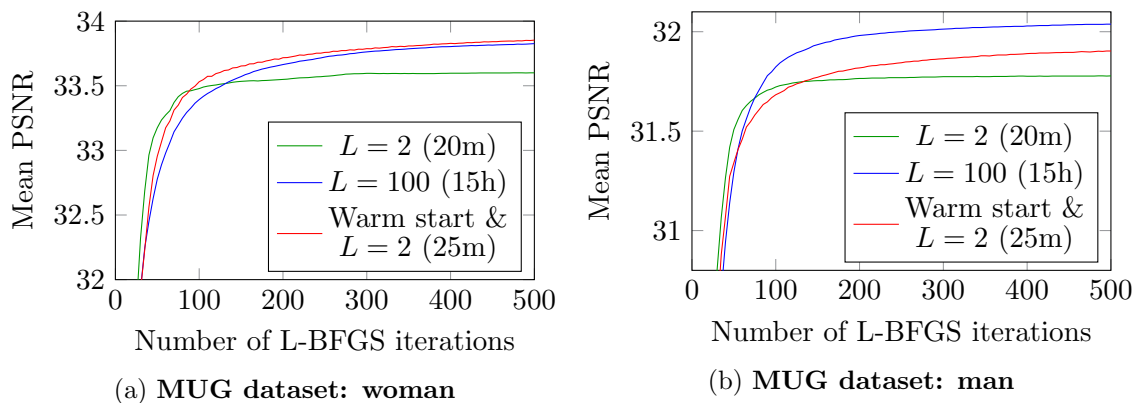 34
33.5
33
32.5
32
Mean PSNR
L = 2 (20m)
L = 100 (15h)
Warm start &
L = 2 (25m)
0 100 200 300 400 500
Number of L-BFGS iterations
(a) MUG dataset: woman
32
31.5
31
Mean PSNR
L = 2 (20m)
L = 100 (15h)
Warm start &
L = 2 (25m)
0 100 200 300 400 500
Number of L-BFGS iterations
(b) MUG dataset: man